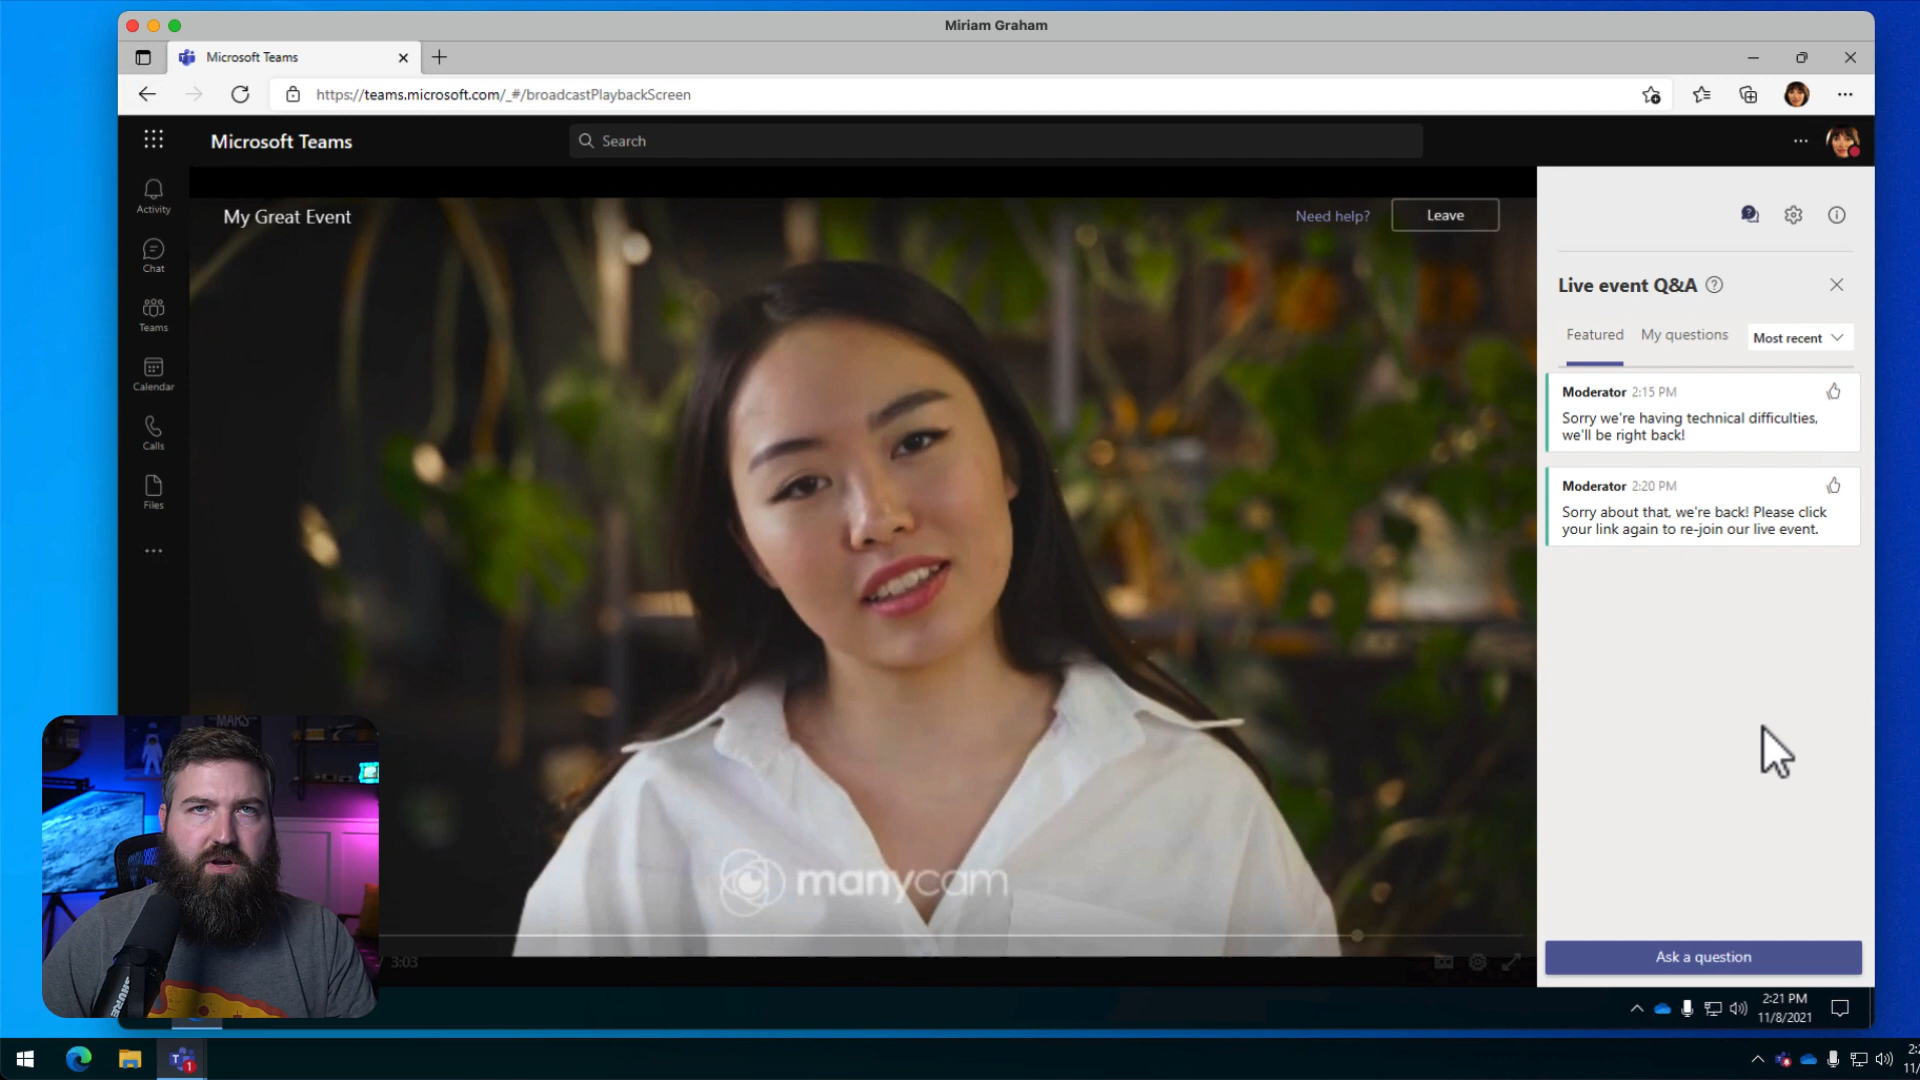 Miriam Graham
Microsoft Teams
https://teams.microsoft.com/_#/broadcastPlaybackScreen
Microsoft Teams
Search
Activity
Chat
Teams
Calendar
Calls
Files
My Great Event
Need help?
Leave
Live event Q&A
Featured
My questions
Most recent
Moderator 2:15 PM
Sorry we're having technical difficulties,
we'll be right back!
Moderator 2:20 PM
Sorry about that, we're back! Please click
your link again to re-join our live event.
Ask a question
MARS
manycam
SHURE
/ 3:03
2:21 PM
11/8/2021
1